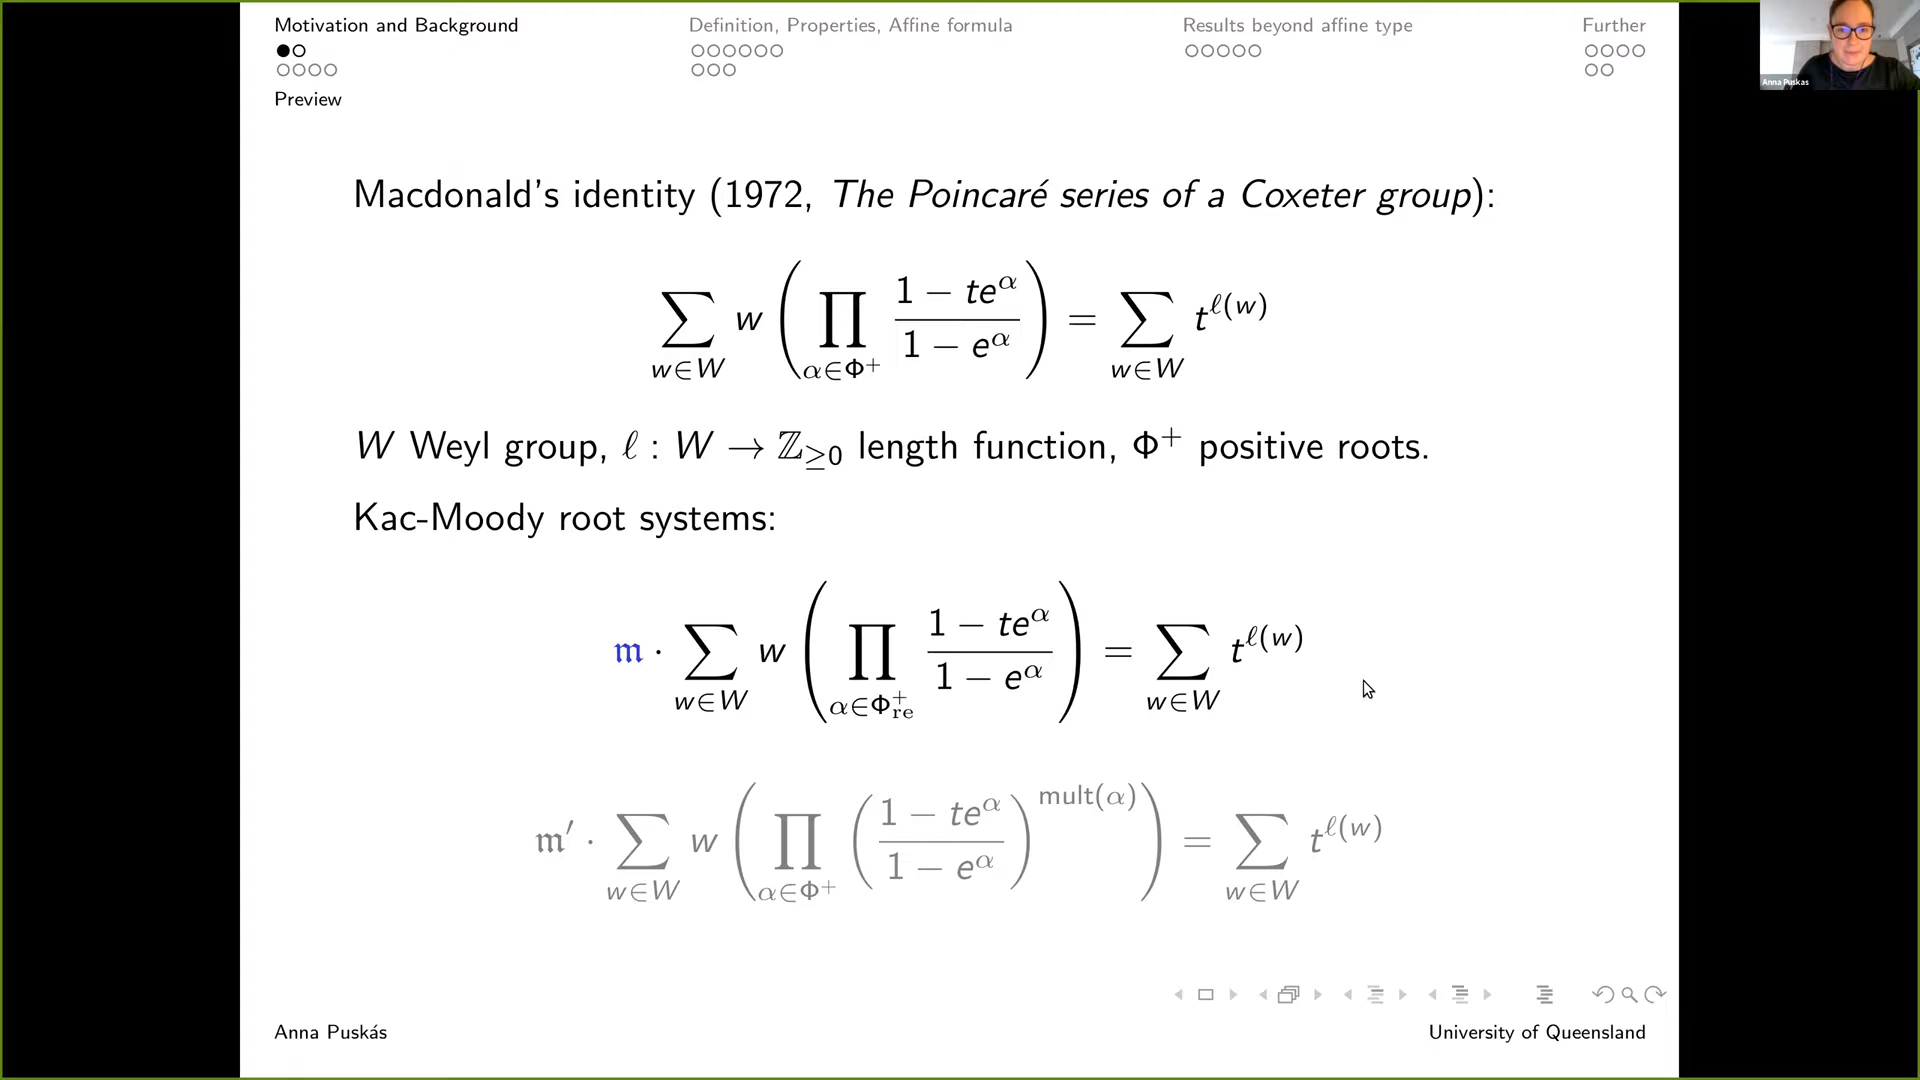 Motivation and Background
Definition, Properties, Affine formula
Results beyond affine type
Further
Preview
Anna Puskas
Macdonald's identity (1972, The Poincaré series of a Coxeter group):
∑_{w∈W} w ( ∏_{α∈Φ⁺} (1 − te^α)/(1 − e^α) ) = ∑_{w∈W} t^{ℓ(w)}
W Weyl group, ℓ : W → ℤ_{≥0} length function, Φ⁺ positive roots.
Kac-Moody root systems:
𝔪 · ∑_{w∈W} w ( ∏_{α∈Φ⁺_{re}} (1 − te^α)/(1 − e^α) ) = ∑_{w∈W} t^{ℓ(w)}
𝔪′ · ∑_{w∈W} w ( ∏_{α∈Φ⁺} ( (1 − te^α)/(1 − e^α) )^{mult(α)} ) = ∑_{w∈W} t^{ℓ(w)}
Anna Puskás
University of Queensland